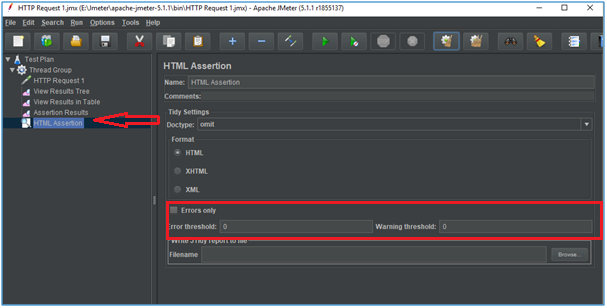 HTTP Request 1.jmx (E:\Jmeter\apache-jmeter-5.1.1\bin\HTTP Request 1.jmx) - Apache JMeter (5.1.1 r1855137)
File Edit Search Run Options Tools Help
Test Plan
Thread Group
HTTP Request 1
View Results Tree
View Results in Table
Assertion Results
HTML Assertion
HTML Assertion
Name: HTML Assertion
Comments:
Tidy Settings
Doctype: omit
Format
HTML
XHTML
XML
Errors only
Error threshold: 0 Warning threshold: 0
Write JTidy report to file
Filename Browse...